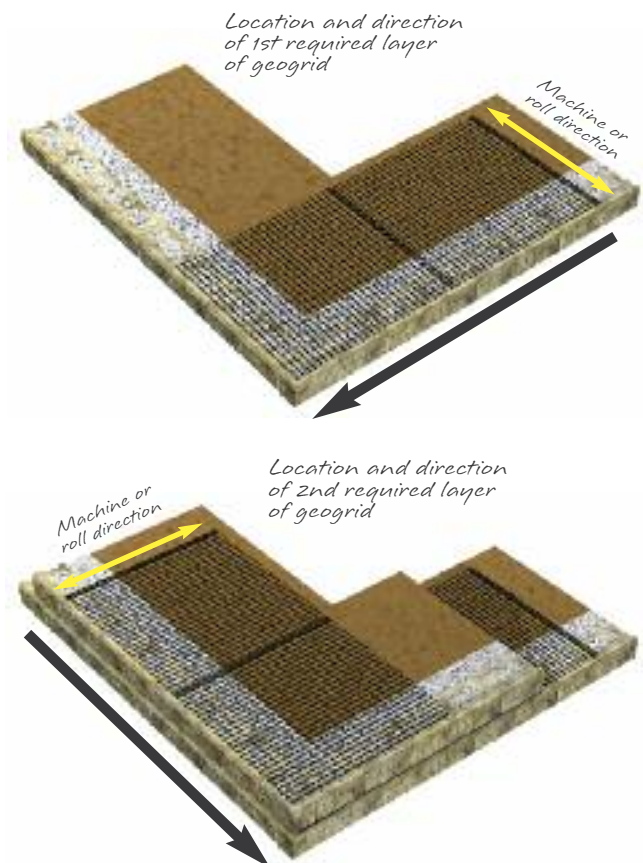 Location and direction
of 1st required layer
of geogrid
Machine or
roll direction
Location and direction
of 2nd required layer
of geogrid
Machine or
roll direction